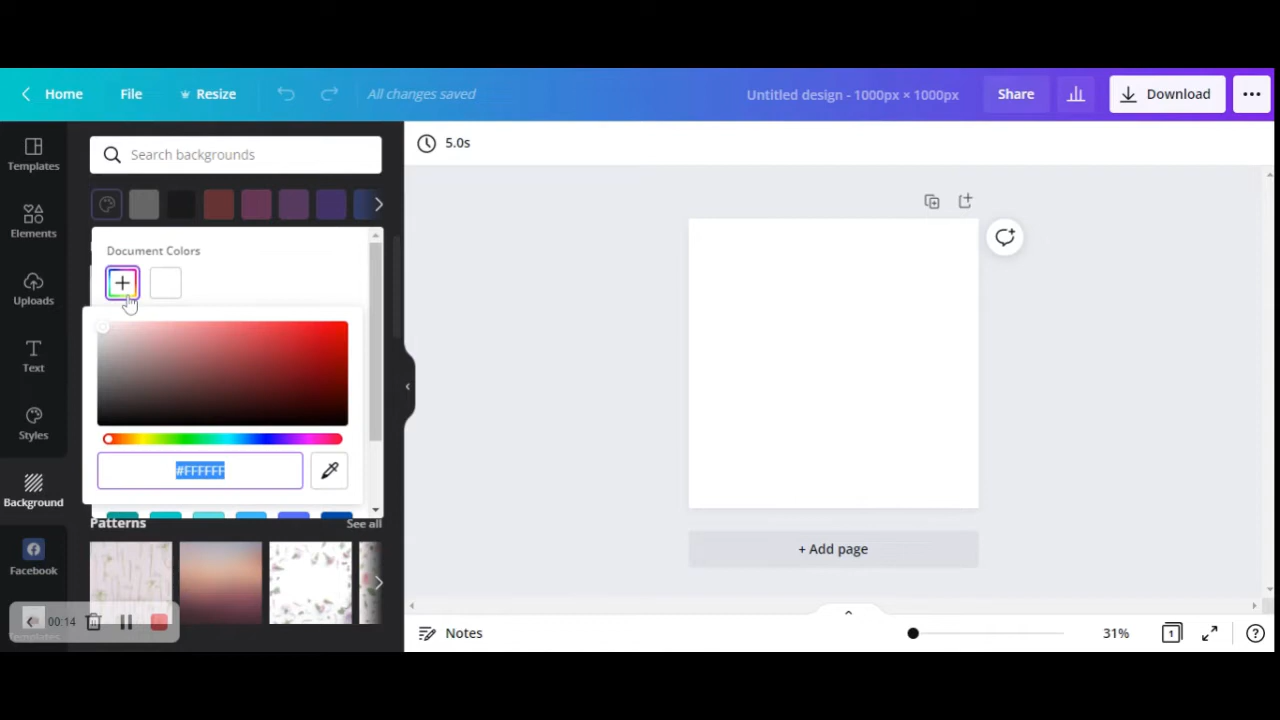 Home File Resize All changes saved Untitled design - 1000px × 1000px Share Download
Templates
Elements
Uploads
Text
Styles
Background
Facebook
Search backgrounds
Document Colors
#FFFFFF
Patterns See all
00:14
5.0s
+ Add page
Notes 31% 1 ?